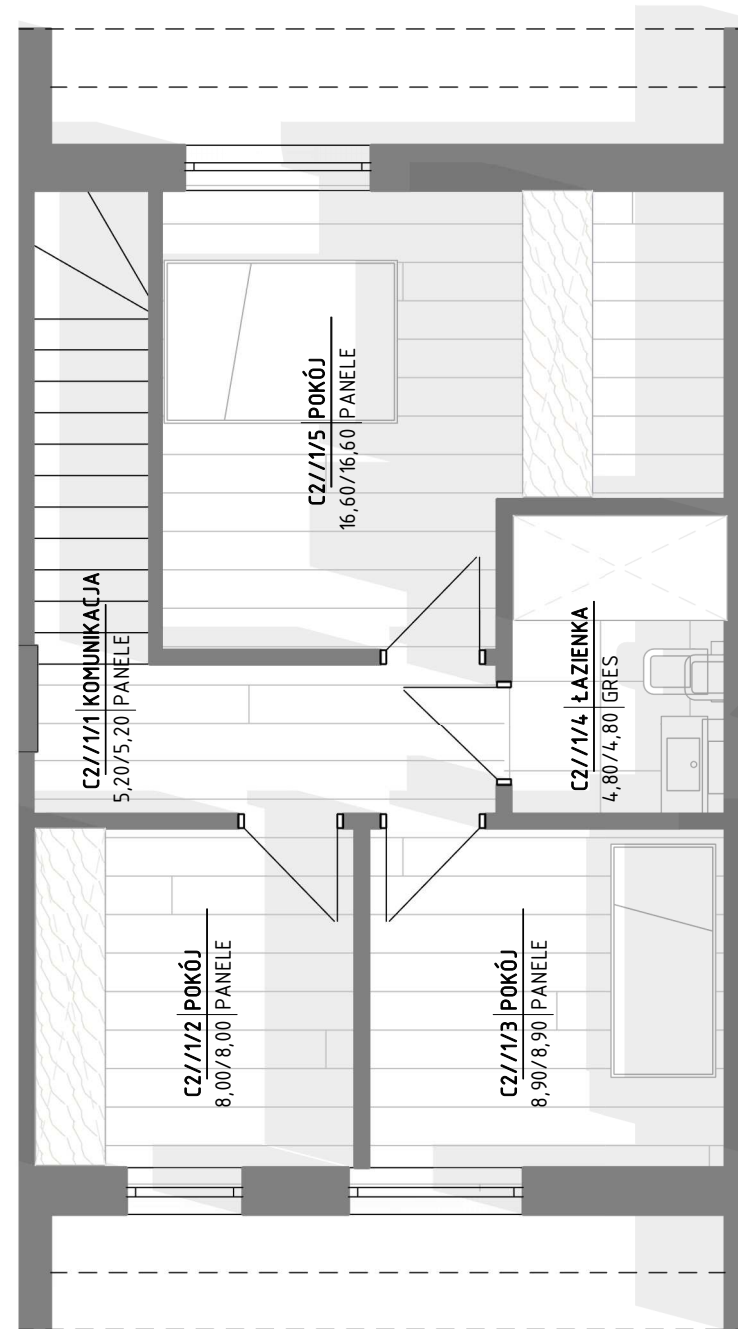 C2//1/1 KOMUNIKACJA
5,20/5,20 PANELE
C2//1/5 POKÓJ
16,60/16,60 PANELE
C2//1/4 ŁAZIENKA
4,80/4,80 GRES
C2//1/2 POKÓJ
8,00/8,00 PANELE
C2//1/3 POKÓJ
8,90/8,90 PANELE